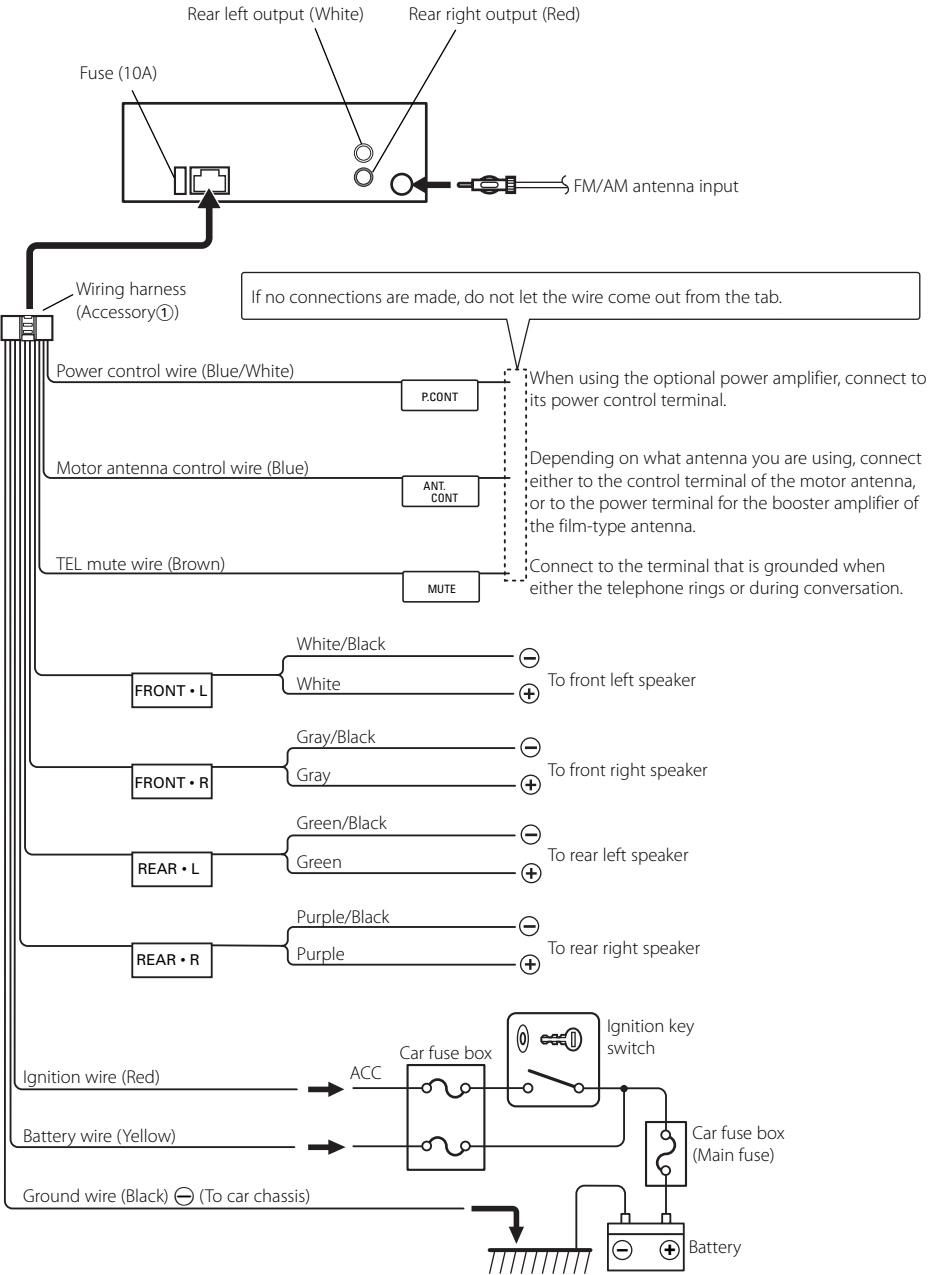 Rear left output (White)
Rear right output (Red)
Fuse (10A)
FM/AM antenna input
Wiring harness
(Accessory①)
If no connections are made, do not let the wire come out from the tab.
Power control wire (Blue/White)
P.CONT
When using the optional power amplifier, connect to
its power control terminal.
Motor antenna control wire (Blue)
ANT.
CONT
Depending on what antenna you are using, connect
either to the control terminal of the motor antenna,
or to the power terminal for the booster amplifier of
the film-type antenna.
TEL mute wire (Brown)
MUTE
Connect to the terminal that is grounded when
either the telephone rings or during conversation.
FRONT • L
White/Black
⊖
White
⊕
To front left speaker
FRONT • R
Gray/Black
⊖
Gray
⊕
To front right speaker
REAR • L
Green/Black
⊖
Green
⊕
To rear left speaker
REAR • R
Purple/Black
⊖
Purple
⊕
To rear right speaker
Ignition key
switch
Car fuse box
Ignition wire (Red)
ACC
Battery wire (Yellow)
Car fuse box
(Main fuse)
Ground wire (Black) ⊖ (To car chassis)
⊖ ⊕
Battery